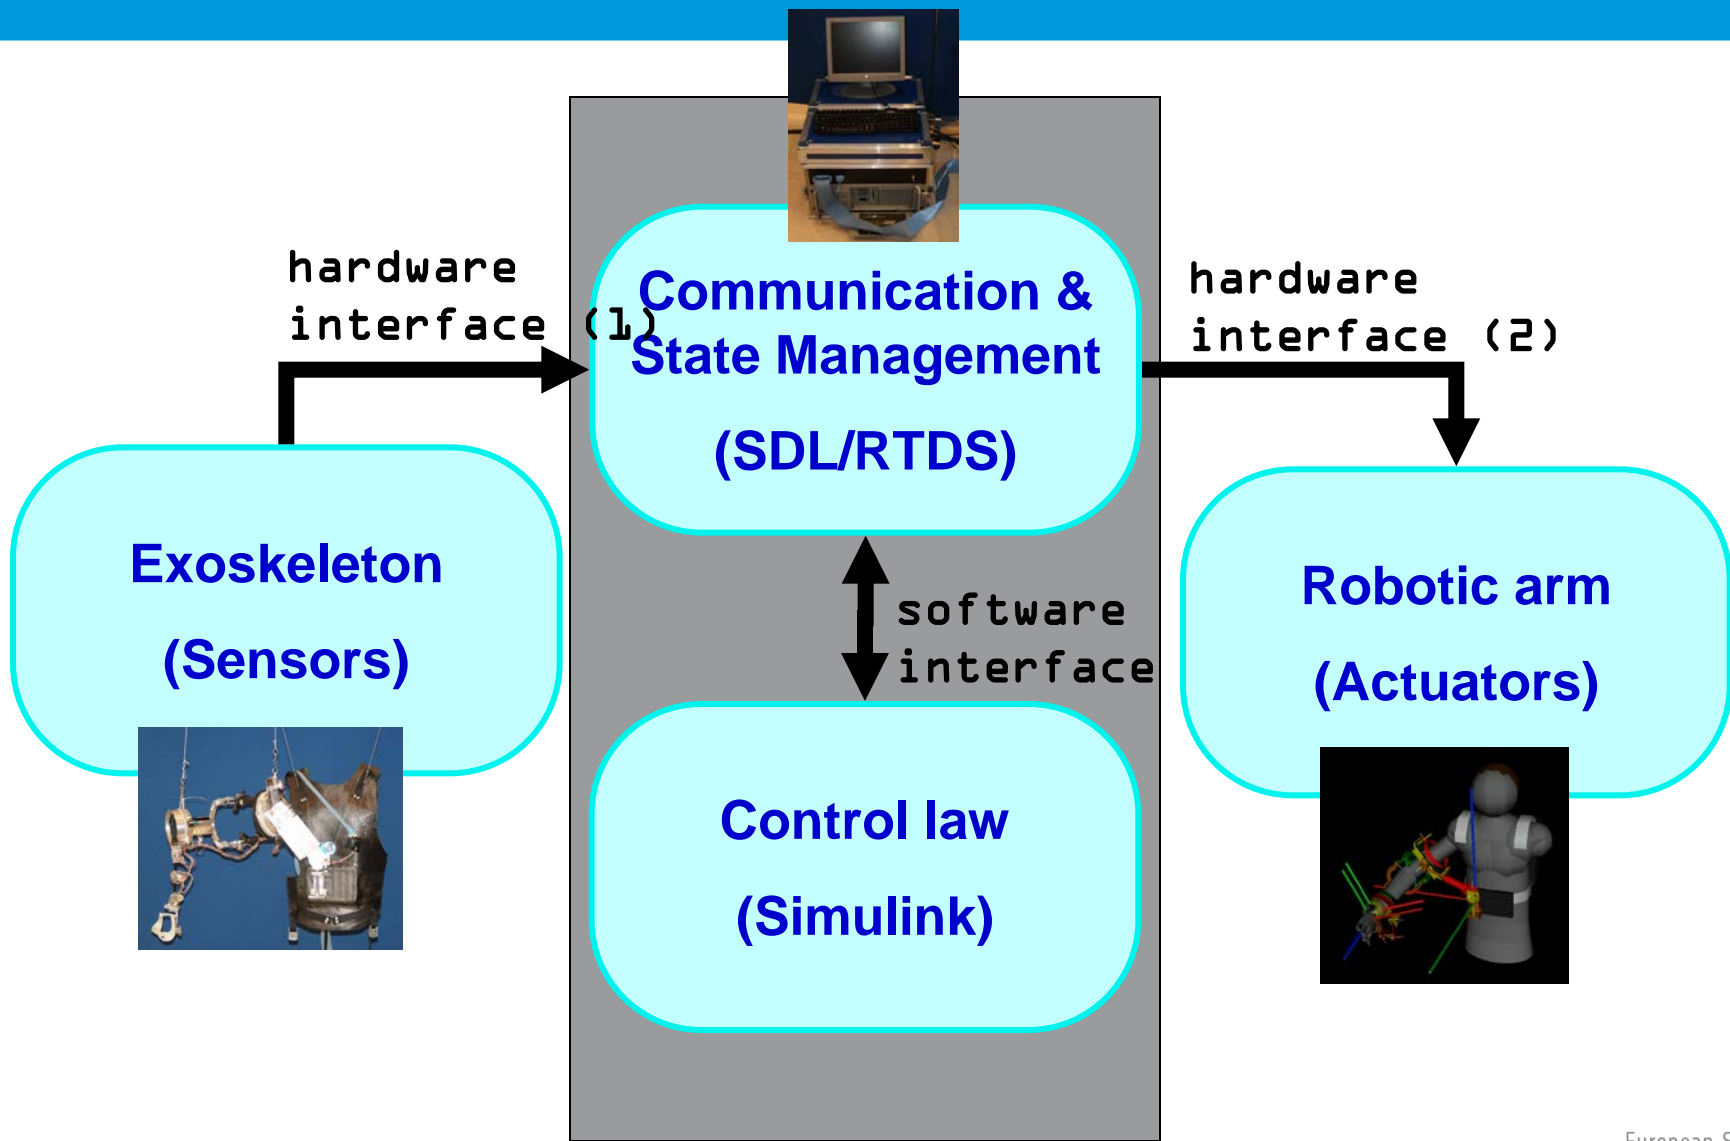 hardware
interface (1)
Communication &
State Management
(SDL/RTDS)
hardware
interface (2)
Exoskeleton
(Sensors)
software
interface
Robotic arm
(Actuators)
Control law
(Simulink)
European